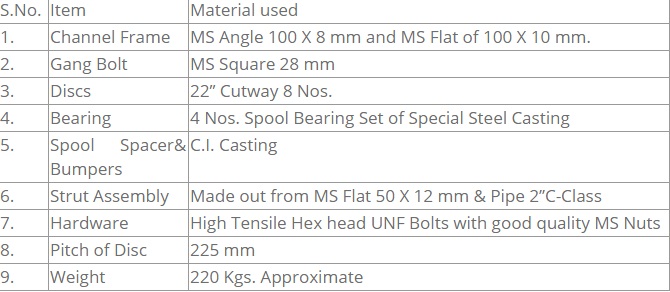 S.No. Item Material used
1. Channel Frame MS Angle 100 X 8 mm and MS Flat of 100 X 10 mm.
2. Gang Bolt MS Square 28 mm
3. Discs 22” Cutway 8 Nos.
4. Bearing 4 Nos. Spool Bearing Set of Special Steel Casting
5. Spool Spacer& C.I. Casting
Bumpers
6. Strut Assembly Made out from MS Flat 50 X 12 mm & Pipe 2”C-Class
7. Hardware High Tensile Hex head UNF Bolts with good quality MS Nuts
8. Pitch of Disc 225 mm
9. Weight 220 Kgs. Approximate